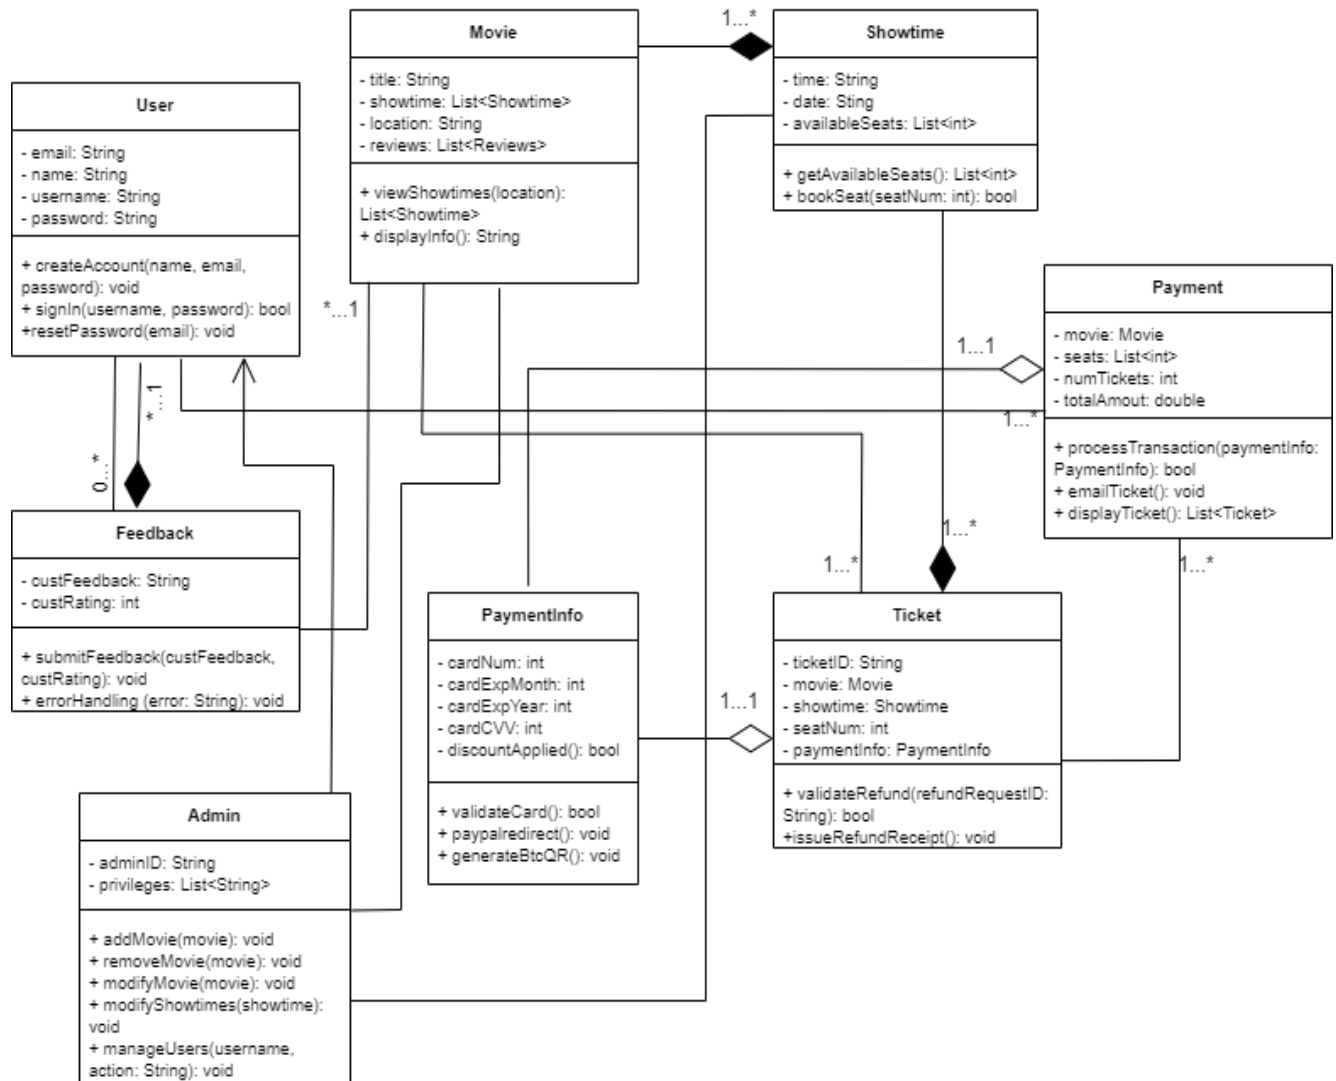 Movie
- title: String
- showtime: List<Showtime>
- location: String
- reviews: List<Reviews>
+ viewShowtimes(location):
List<Showtime>
+ displayInfo(): String
1...*
Showtime
- time: String
- date: Sting
- availableSeats: List<int>
+ getAvailableSeats(): List<int>
+ bookSeat(seatNum: int): bool
User
- email: String
- name: String
- username: String
- password: String
+ createAccount(name, email,
password): void
+ signIn(username, password): bool
+resetPassword(email): void
*...1
Payment
- movie: Movie
- seats: List<int>
- numTickets: int
- totalAmout: double
+ processTransaction(paymentInfo:
PaymentInfo): bool
+ emailTicket(): void
+ displayTicket(): List<Ticket>
1...1
1...*
*...1
0...*
Feedback
- custFeedback: String
- custRating: int
+ submitFeedback(custFeedback,
custRating): void
+ errorHandling (error: String): void
1...*
1...*
1...*
PaymentInfo
- cardNum: int
- cardExpMonth: int
- cardExpYear: int
- cardCVV: int
- discountApplied(): bool
+ validateCard(): bool
+ paypalredirect(): void
+ generateBtcQR(): void
1...1
Ticket
- ticketID: String
- movie: Movie
- showtime: Showtime
- seatNum: int
- paymentInfo: PaymentInfo
+ validateRefund(refundRequestID:
String): bool
+issueRefundReceipt(): void
Admin
- adminID: String
- privileges: List<String>
+ addMovie(movie): void
+ removeMovie(movie): void
+ modifyMovie(movie): void
+ modifyShowtimes(showtime):
void
+ manageUsers(username,
action: String): void